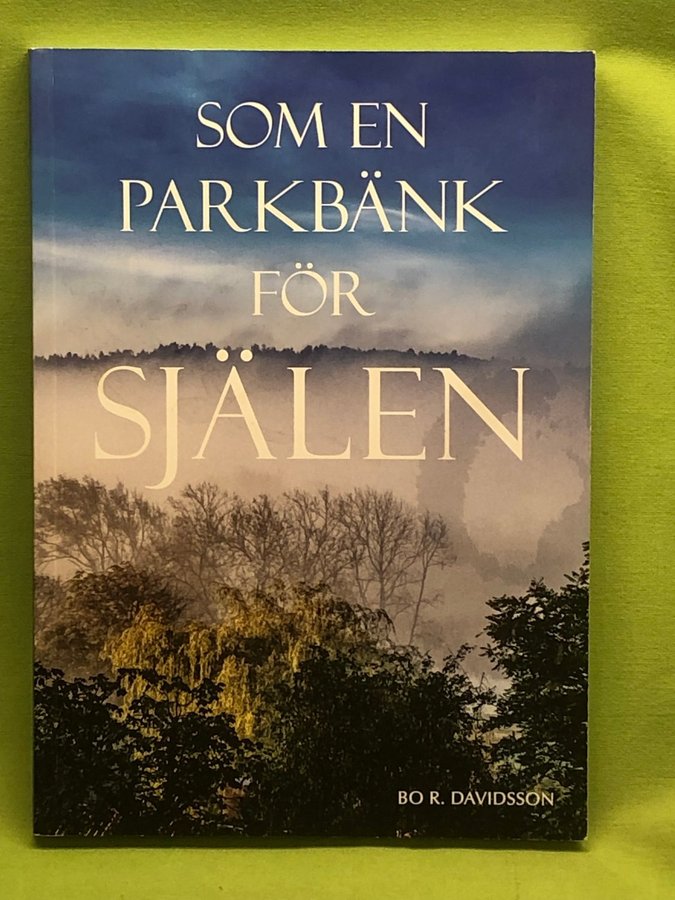 SOM EN
PARKBÄNK
FÖR
SJÄLEN
BO R. DAVIDSSON